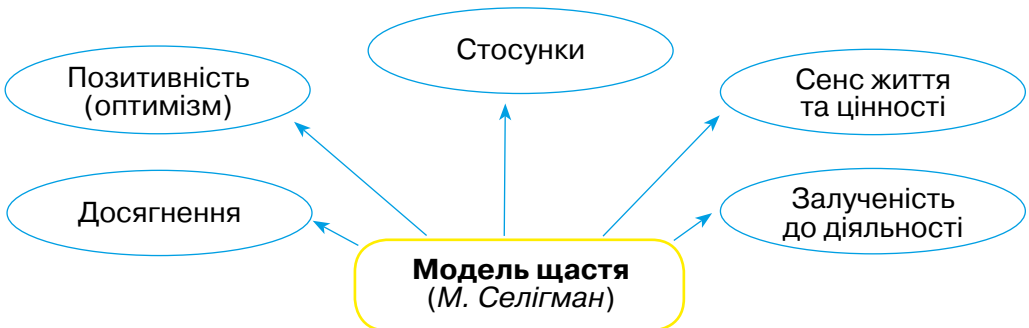 Стосунки
Позитивність
(оптимізм)
Сенс життя
та цінності
Досягнення
Залученість
до діяльності
Модель щастя
(М. Селігман)